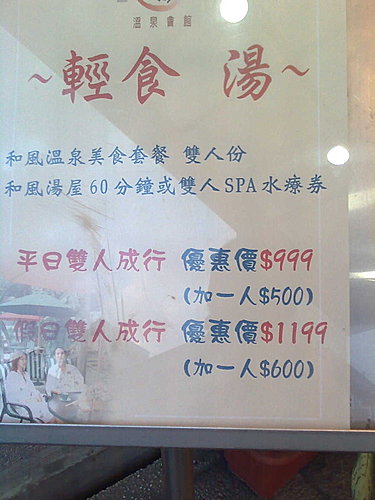 溫泉會館
~輕食 湯~
和風溫泉美食套餐 雙人份
和風湯屋60分鐘或雙人SPA水療券
平日雙人成行 優惠價$999
(加一人$500)
假日雙人成行 優惠價$1199
(加一人$600)